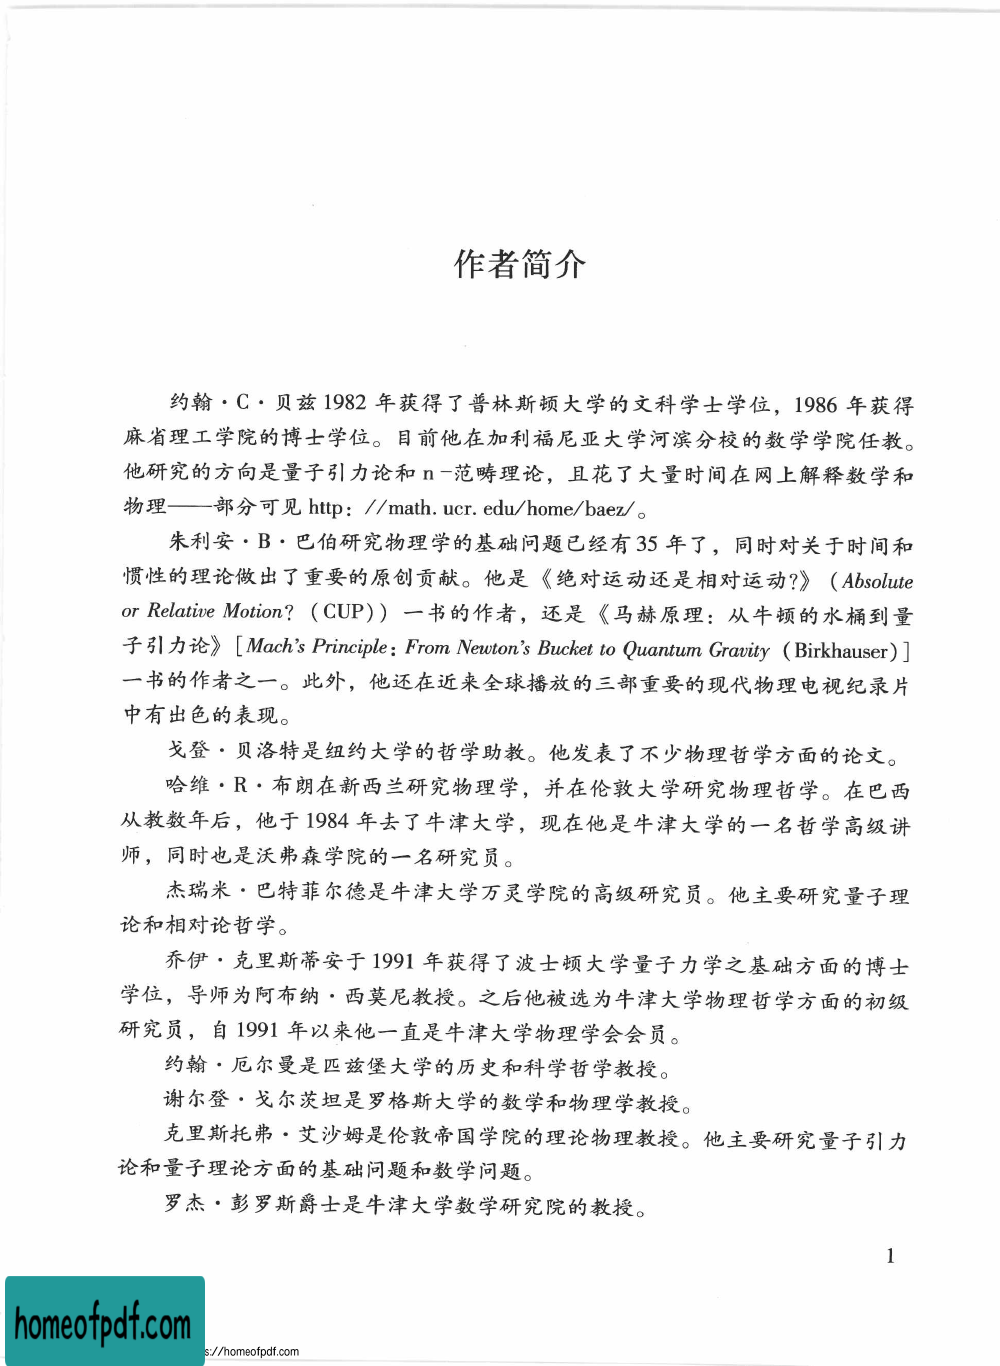 作者简介
约翰·C·贝兹1982年获得了普林斯顿大学的文科学士学位，1986年获得
麻省理工学院的博士学位。目前他在加利福尼亚大学河滨分校的数学学院任教。
他研究的方向是量子引力论和n-范畴理论，且花了大量时间在网上解释数学和
物理——部分可见http：//math. ucr. edu/home/baez/。
朱利安·B·巴伯研究物理学的基础问题已经有35年了，同时对关于时间和
惯性的理论做出了重要的原创贡献。他是《绝对运动还是相对运动?》（Absolute
or Relative Motion?（CUP））一书的作者，还是《马赫原理：从牛顿的水桶到量
子引力论》［Mach's Principle：From Newton's Bucket to Quantum Gravity（Birkhauser)］
一书的作者之一。此外，他还在近来全球播放的三部重要的现代物理电视纪录片
中有出色的表现。
戈登·贝洛特是纽约大学的哲学助教。他发表了不少物理哲学方面的论文。
哈维·R·布朗在新西兰研究物理学，并在伦敦大学研究物理哲学。在巴西
从教数年后，他于1984年去了牛津大学，现在他是牛津大学的一名哲学高级讲
师，同时也是沃弗森学院的一名研究员。
杰瑞米·巴特菲尔德是牛津大学万灵学院的高级研究员。他主要研究量子理
论和相对论哲学。
乔伊·克里斯蒂安于1991年获得了波士顿大学量子力学之基础方面的博士
学位，导师为阿布纳·西莫尼教授。之后他被选为牛津大学物理哲学方面的初级
研究员，自1991年以来他一直是牛津大学物理学会会员。
约翰·厄尔曼是匹兹堡大学的历史和科学哲学教授。
谢尔登·戈尔茨坦是罗格斯大学的数学和物理学教授。
克里斯托弗·艾沙姆是伦敦帝国学院的理论物理教授。他主要研究量子引力
论和量子理论方面的基础问题和数学问题。
罗杰·彭罗斯爵士是牛津大学数学研究院的教授。
1
homeofpdf.com
s://homeofpdf.com